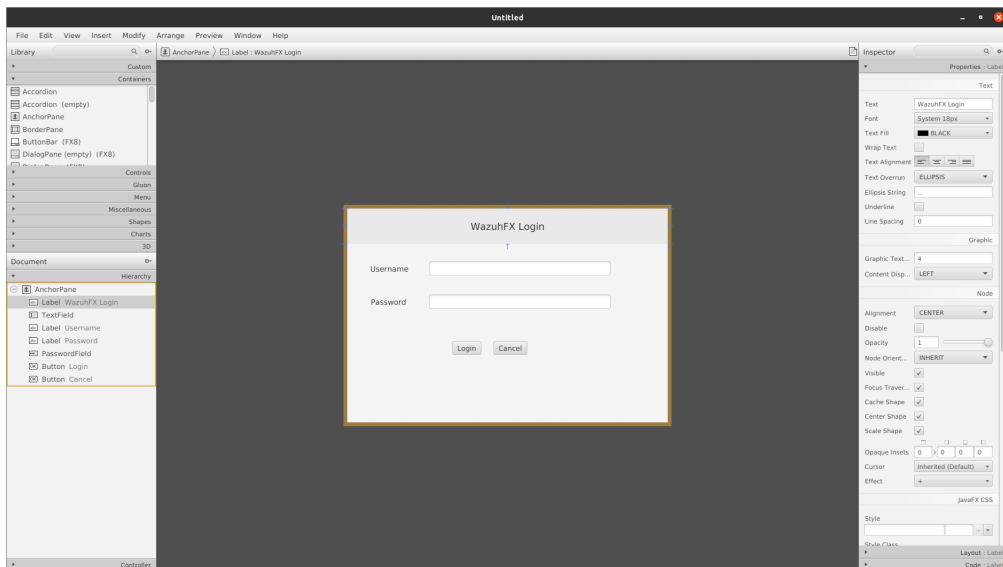 Untitled
File Edit View Insert Modify Arrange Preview Window Help
Library
Custom
Containers
Accordion
Accordion (empty)
AnchorPane
BorderPane
ButtonBar (FX8)
DialogPane (empty) (FX8)
Controls
Gluon
Menu
Miscellaneous
Shapes
Charts
3D
Document
Hierarchy
AnchorPane
Label WazuhFX Login
TextField
Label Username
Label Password
PasswordField
Button Login
Button Cancel
Controller
AnchorPane Label : WazuhFX Login
WazuhFX Login
Username
Password
Login Cancel
Inspector
Properties : Label
Text
Text WazuhFX Login
Font System 18px
Text Fill BLACK
Wrap Text
Text Alignment
Text Overrun ELLIPSIS
Ellipsis String ...
Underline
Line Spacing 0
Graphic
Graphic Text... 4
Content Disp... LEFT
Node
Alignment CENTER
Disable
Opacity 1
Node Orient... INHERIT
Visible
Focus Traver...
Cache Shape
Center Shape
Scale Shape
Opaque Insets 0 0 0 0
Cursor Inherited (Default)
Effect +
JavaFX CSS
Style
Style Class
Layout : Label
Code : Label